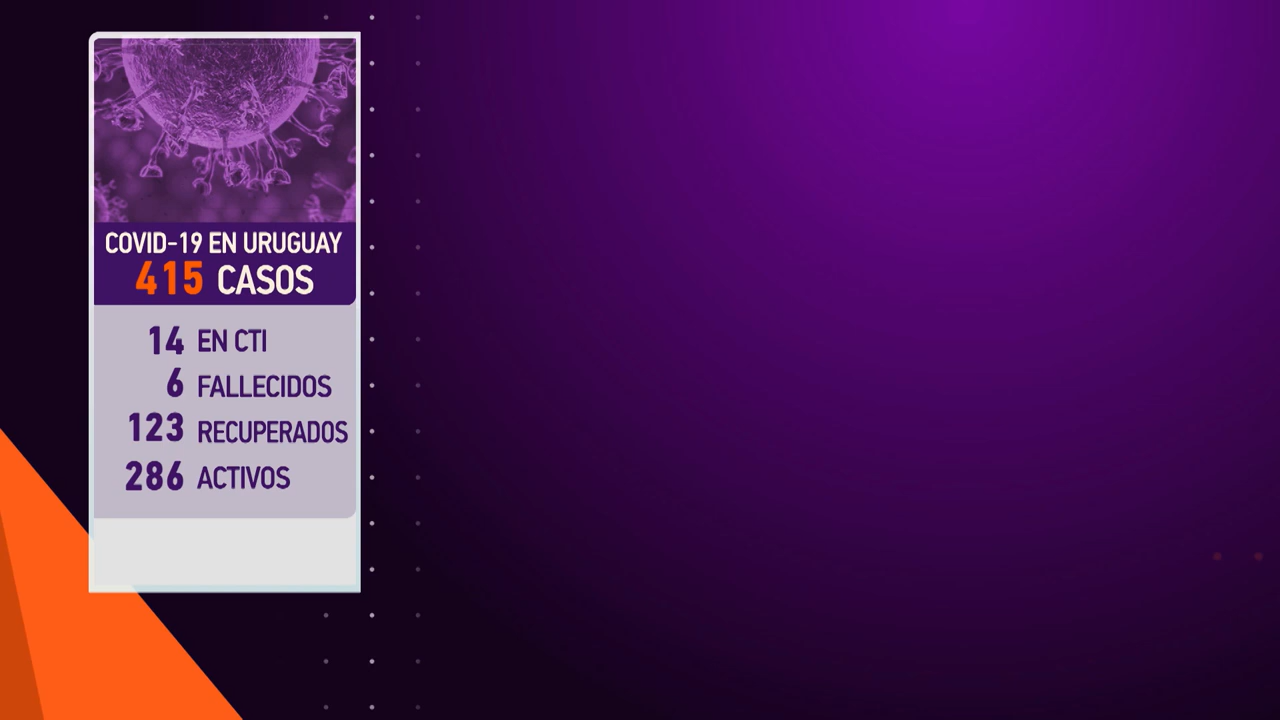 COVID-19 EN URUGUAY
415 CASOS
14 EN CTI
6 FALLECIDOS
123 RECUPERADOS
286 ACTIVOS